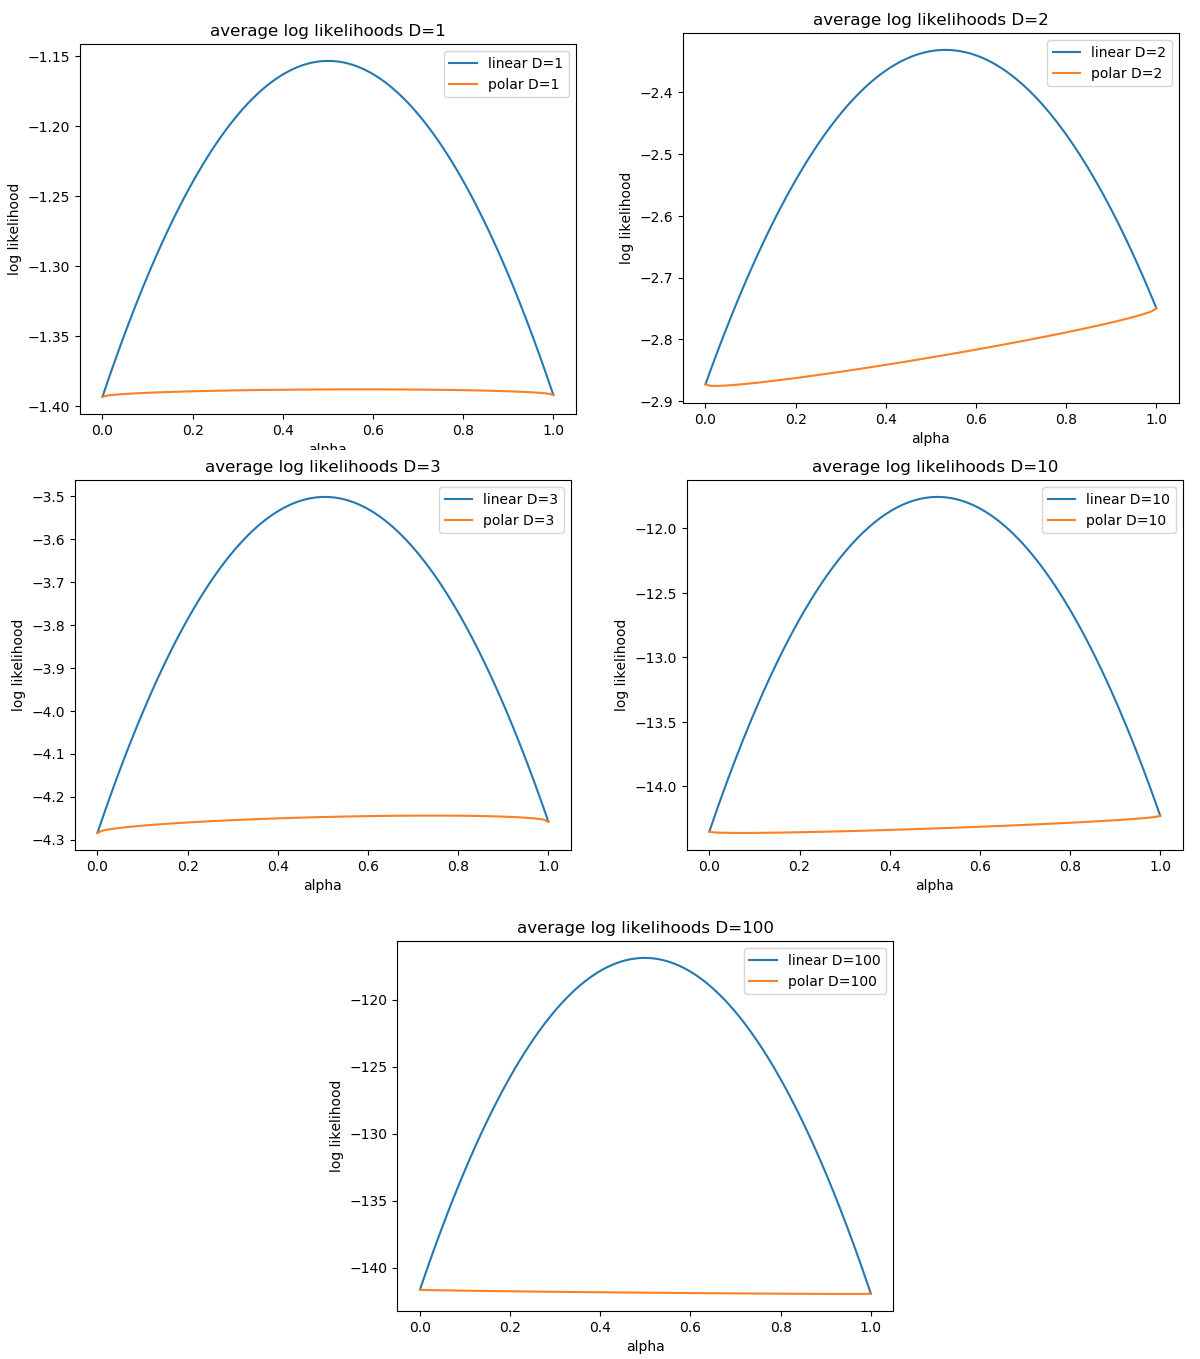 average log likelihoods D=1
linear D=1
polar D=1
log likelihood
−1.15
−1.20
−1.25
−1.30
−1.35
−1.40
0.0 0.2 0.4 0.6 0.8 1.0
alpha
average log likelihoods D=2
linear D=2
polar D=2
log likelihood
−2.4
−2.5
−2.6
−2.7
−2.8
−2.9
0.0 0.2 0.4 0.6 0.8 1.0
alpha
average log likelihoods D=3
linear D=3
polar D=3
log likelihood
−3.5
−3.6
−3.7
−3.8
−3.9
−4.0
−4.1
−4.2
−4.3
0.0 0.2 0.4 0.6 0.8 1.0
alpha
average log likelihoods D=10
linear D=10
polar D=10
log likelihood
−12.0
−12.5
−13.0
−13.5
−14.0
0.0 0.2 0.4 0.6 0.8 1.0
alpha
average log likelihoods D=100
linear D=100
polar D=100
log likelihood
−120
−125
−130
−135
−140
0.0 0.2 0.4 0.6 0.8 1.0
alpha